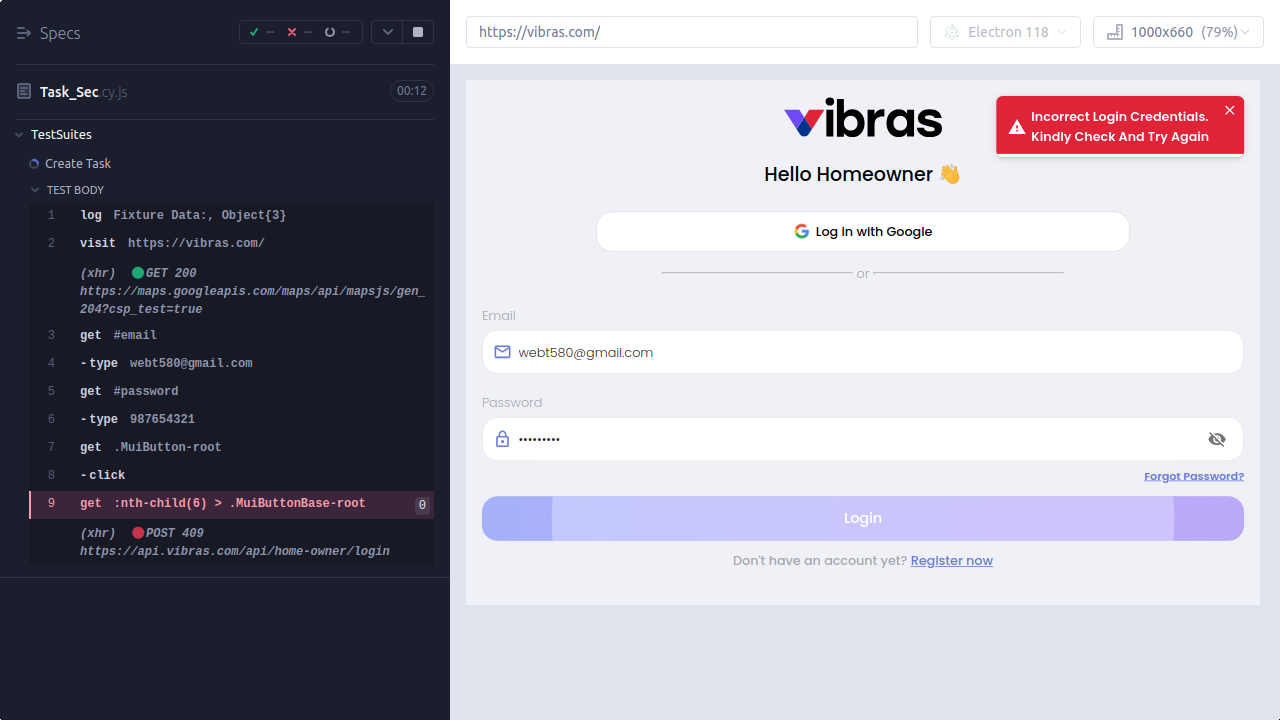 Specs
--
--
--
Task_Sec.cy.js
00:12
TestSuites
Create Task
TEST BODY
1 log Fixture Data:, Object{3}
2 visit https://vibras.com/
(xhr) GET 200
https://maps.googleapis.com/maps/api/mapsjs/gen_
204?csp_test=true
3 get #email
4 -type webt580@gmail.com
5 get #password
6 -type 987654321
7 get .MuiButton-root
8 -click
9 get :nth-child(6) > .MuiButtonBase-root 0
(xhr) POST 409
https://api.vibras.com/api/home-owner/login
https://vibras.com/
Electron 118
1000x660 (79%)
vibras
Incorrect Login Credentials.
Kindly Check And Try Again
Hello Homeowner 👋
Log In with Google
or
Email
webt580@gmail.com
Password
•••••••••
Forgot Password?
Login
Don't have an account yet? Register now